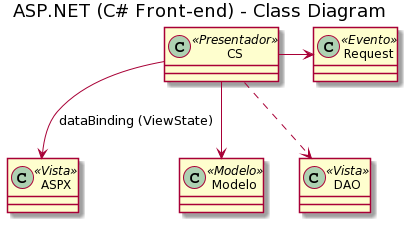 ASP.NET (C# Front-end) - Class Diagram
C «Presentador»
CS
C «Evento»
Request
dataBinding (ViewState)
C «Vista»
ASPX
C «Modelo»
Modelo
C «Vista»
DAO